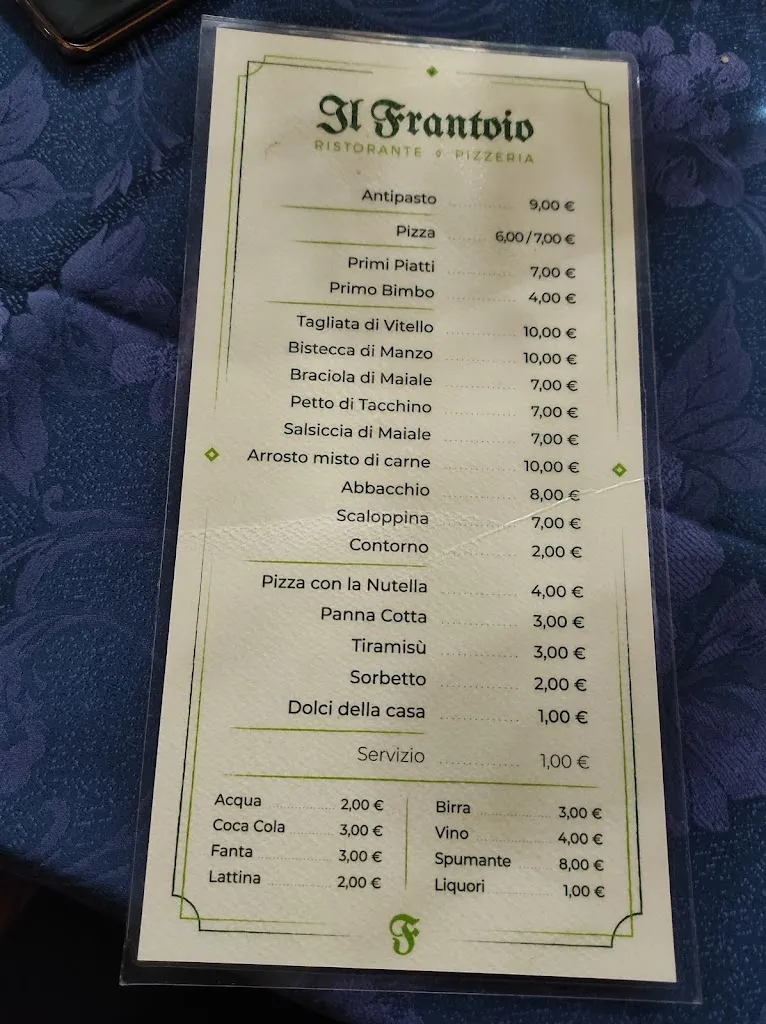 Il Frantoio
RISTORANTE ◊ PIZZERIA
Antipasto 9,00 €
Pizza 6,00 / 7,00 €
Primi Piatti 7,00 €
Primo Bimbo 4,00 €
Tagliata di Vitello 10,00 €
Bistecca di Manzo 10,00 €
Braciola di Maiale 7,00 €
Petto di Tacchino 7,00 €
Salsiccia di Maiale 7,00 €
Arrosto misto di carne 10,00 €
Abbacchio 8,00 €
Scaloppina 7,00 €
Contorno 2,00 €
Pizza con la Nutella 4,00 €
Panna Cotta 3,00 €
Tiramisù 3,00 €
Sorbetto 2,00 €
Dolci della casa 1,00 €
Servizio 1,00 €
Acqua 2,00 €
Coca Cola 3,00 €
Fanta 3,00 €
Lattina 2,00 €
Birra 3,00 €
Vino 4,00 €
Spumante 8,00 €
Liquori 1,00 €
F